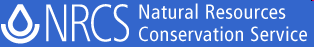 NRCS Natural Resources
Conservation Service